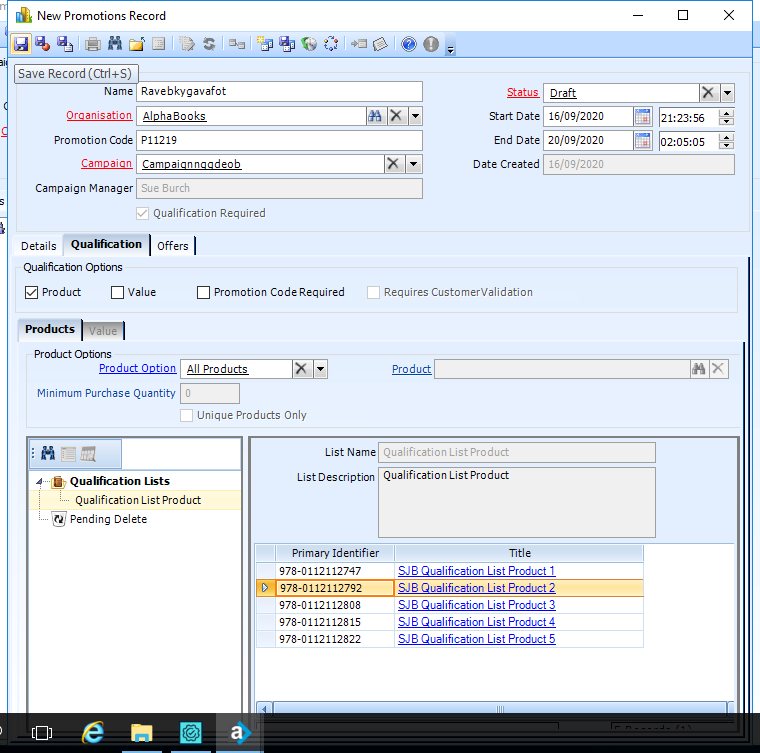 New Promotions Record
Save Record (Ctrl+S)
Name Ravebkygavafot
Status Draft
Organisation AlphaBooks
Start Date 16/09/2020 21:23:56
Promotion Code P11219
End Date 20/09/2020 02:05:05
Campaign Campaignnqgdeob
Date Created 16/09/2020
Campaign Manager Sue Burch
Qualification Required
Details Qualification Offers
Qualification Options
Product Value Promotion Code Required Requires CustomerValidation
Products Value
Product Options
Product Option All Products Product
Minimum Purchase Quantity 0
Unique Products Only
List Name Qualification List Product
List Description Qualification List Product
Qualification Lists
Qualification List Product
Pending Delete
Primary Identifier Title
978-0112112747 SJB Qualification List Product 1
978-0112112792 SJB Qualification List Product 2
978-0112112808 SJB Qualification List Product 3
978-0112112815 SJB Qualification List Product 4
978-0112112822 SJB Qualification List Product 5